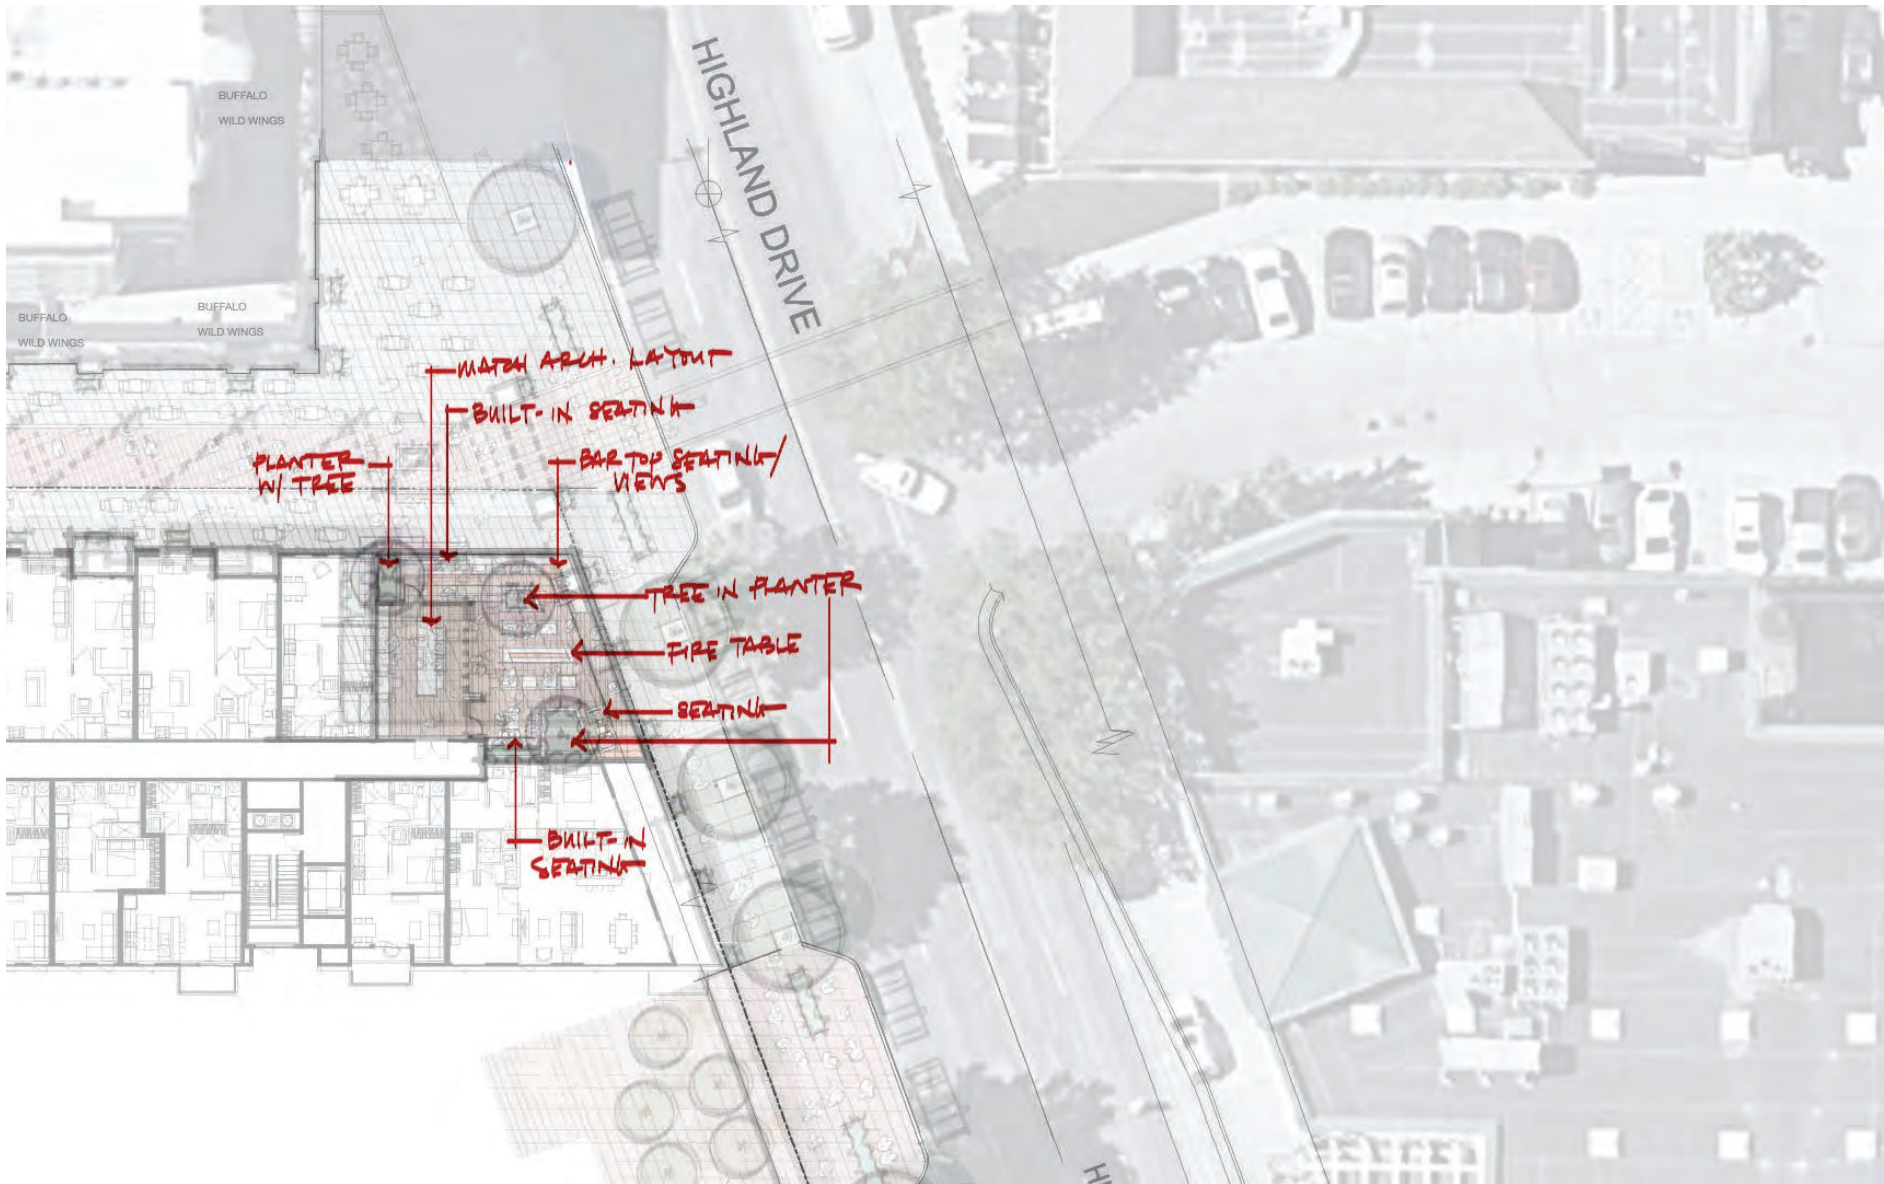 HIGHLAND DRIVE
BUFFALO
WILD WINGS
BUFFALO
WILD WINGS
BUFFALO
WILD WINGS
MATCH ARCH. LAYOUT
BUILT-IN SEATING
PLANTER
W/ TREE
BAR TOP SEATING/
VIEWS
TREE IN PLANTER
FIRE TABLE
SEATING
BUILT-IN
SEATING